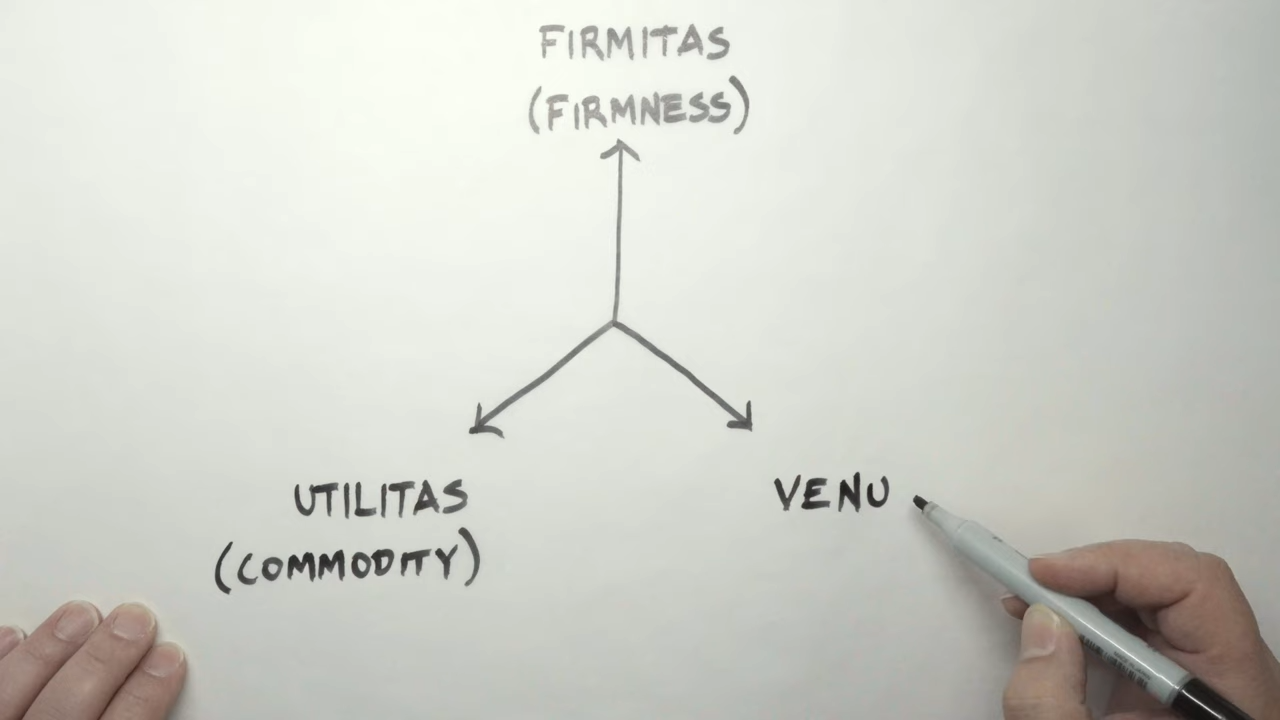 FIRMITAS
(FIRMNESS)
UTILITAS
(COMMODITY)
VENU